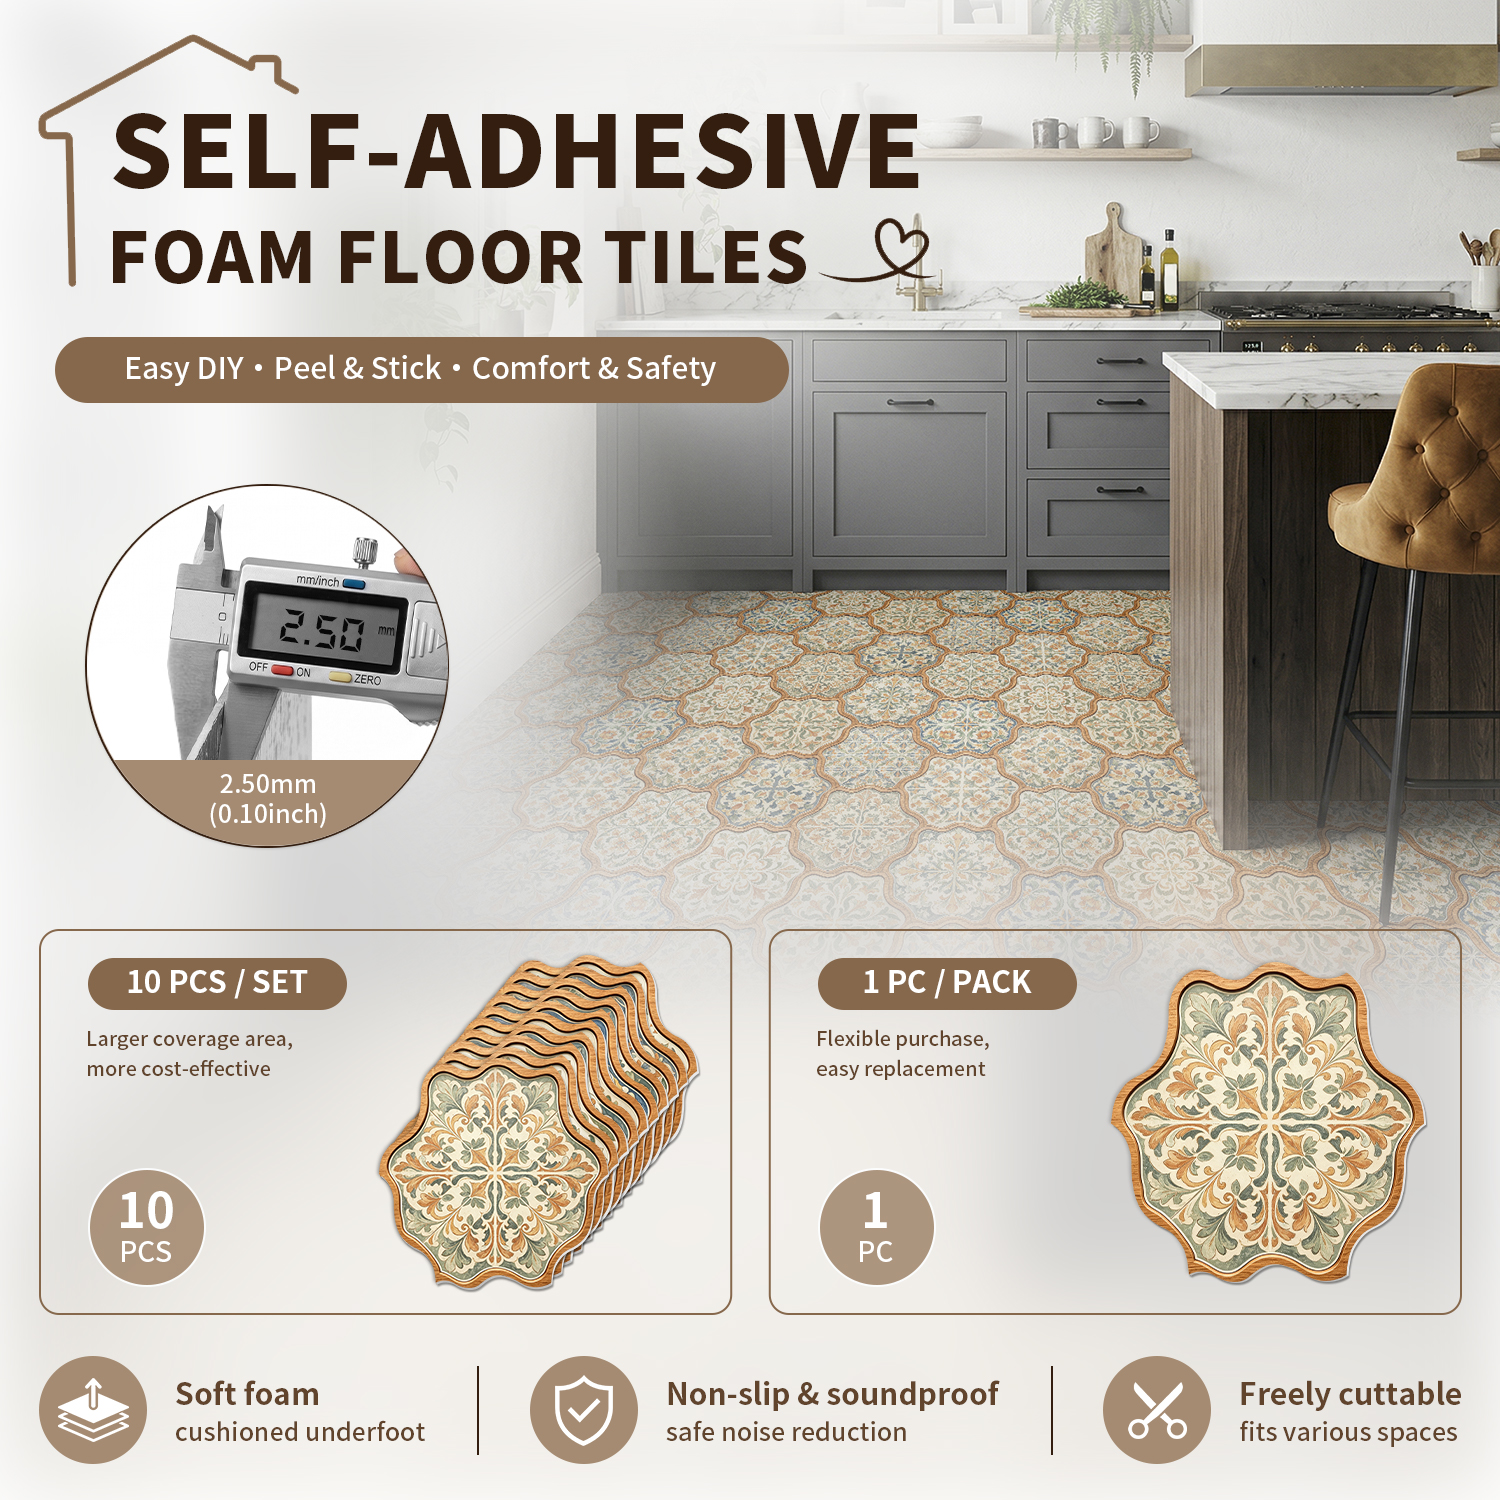 SELF-ADHESIVE
FOAM FLOOR TILES
Easy DIY • Peel & Stick • Comfort & Safety
mm/inch
2.50 mm
OFF ON ZERO
2.50mm
(0.10inch)
10 PCS / SET
Larger coverage area,
more cost-effective
10
PCS
1 PC / PACK
Flexible purchase,
easy replacement
1
PC
Soft foam
cushioned underfoot
Non-slip & soundproof
safe noise reduction
Freely cuttable
fits various spaces